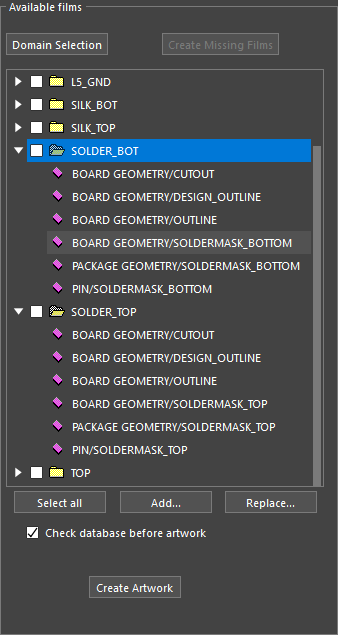 Available films
Domain Selection
Create Missing Films
L5_GND
SILK_BOT
SILK_TOP
SOLDER_BOT
BOARD GEOMETRY/CUTOUT
BOARD GEOMETRY/DESIGN_OUTLINE
BOARD GEOMETRY/OUTLINE
BOARD GEOMETRY/SOLDERMASK_BOTTOM
PACKAGE GEOMETRY/SOLDERMASK_BOTTOM
PIN/SOLDERMASK_BOTTOM
SOLDER_TOP
BOARD GEOMETRY/CUTOUT
BOARD GEOMETRY/DESIGN_OUTLINE
BOARD GEOMETRY/OUTLINE
BOARD GEOMETRY/SOLDERMASK_TOP
PACKAGE GEOMETRY/SOLDERMASK_TOP
PIN/SOLDERMASK_TOP
TOP
Select all
Add...
Replace...
Check database before artwork
Create Artwork